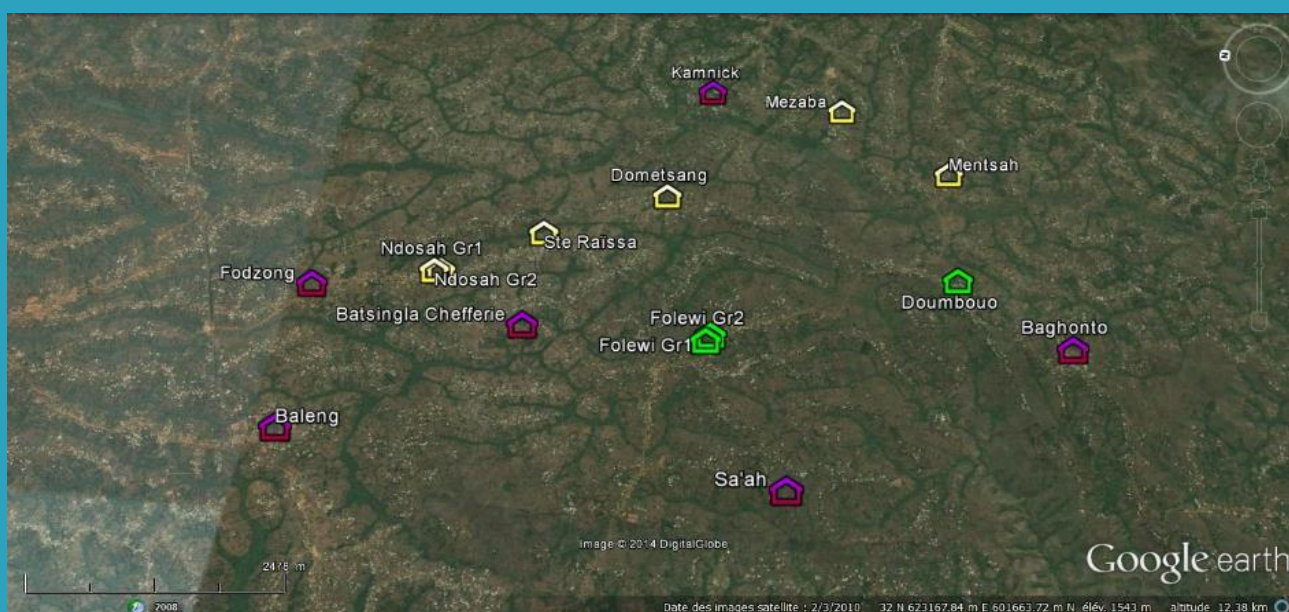 N
Kamnick
Mezaba
Mentsah
Dometsang
Ste Raïssa
Ndosah Gr1
Ndosah Gr2
Fodzong
Doumbouo
Batsingla Chefferie
Folewi Gr2
Folewi Gr1
Baghonto
Baleng
Sa'ah
Image © 2014 DigitalGlobe
Google earth
2478 m
2008
Date des images satellite : 2/3/2010 32 N 623167.84 m E 601663.72 m N élév. 1543 m altitude 12.38 km